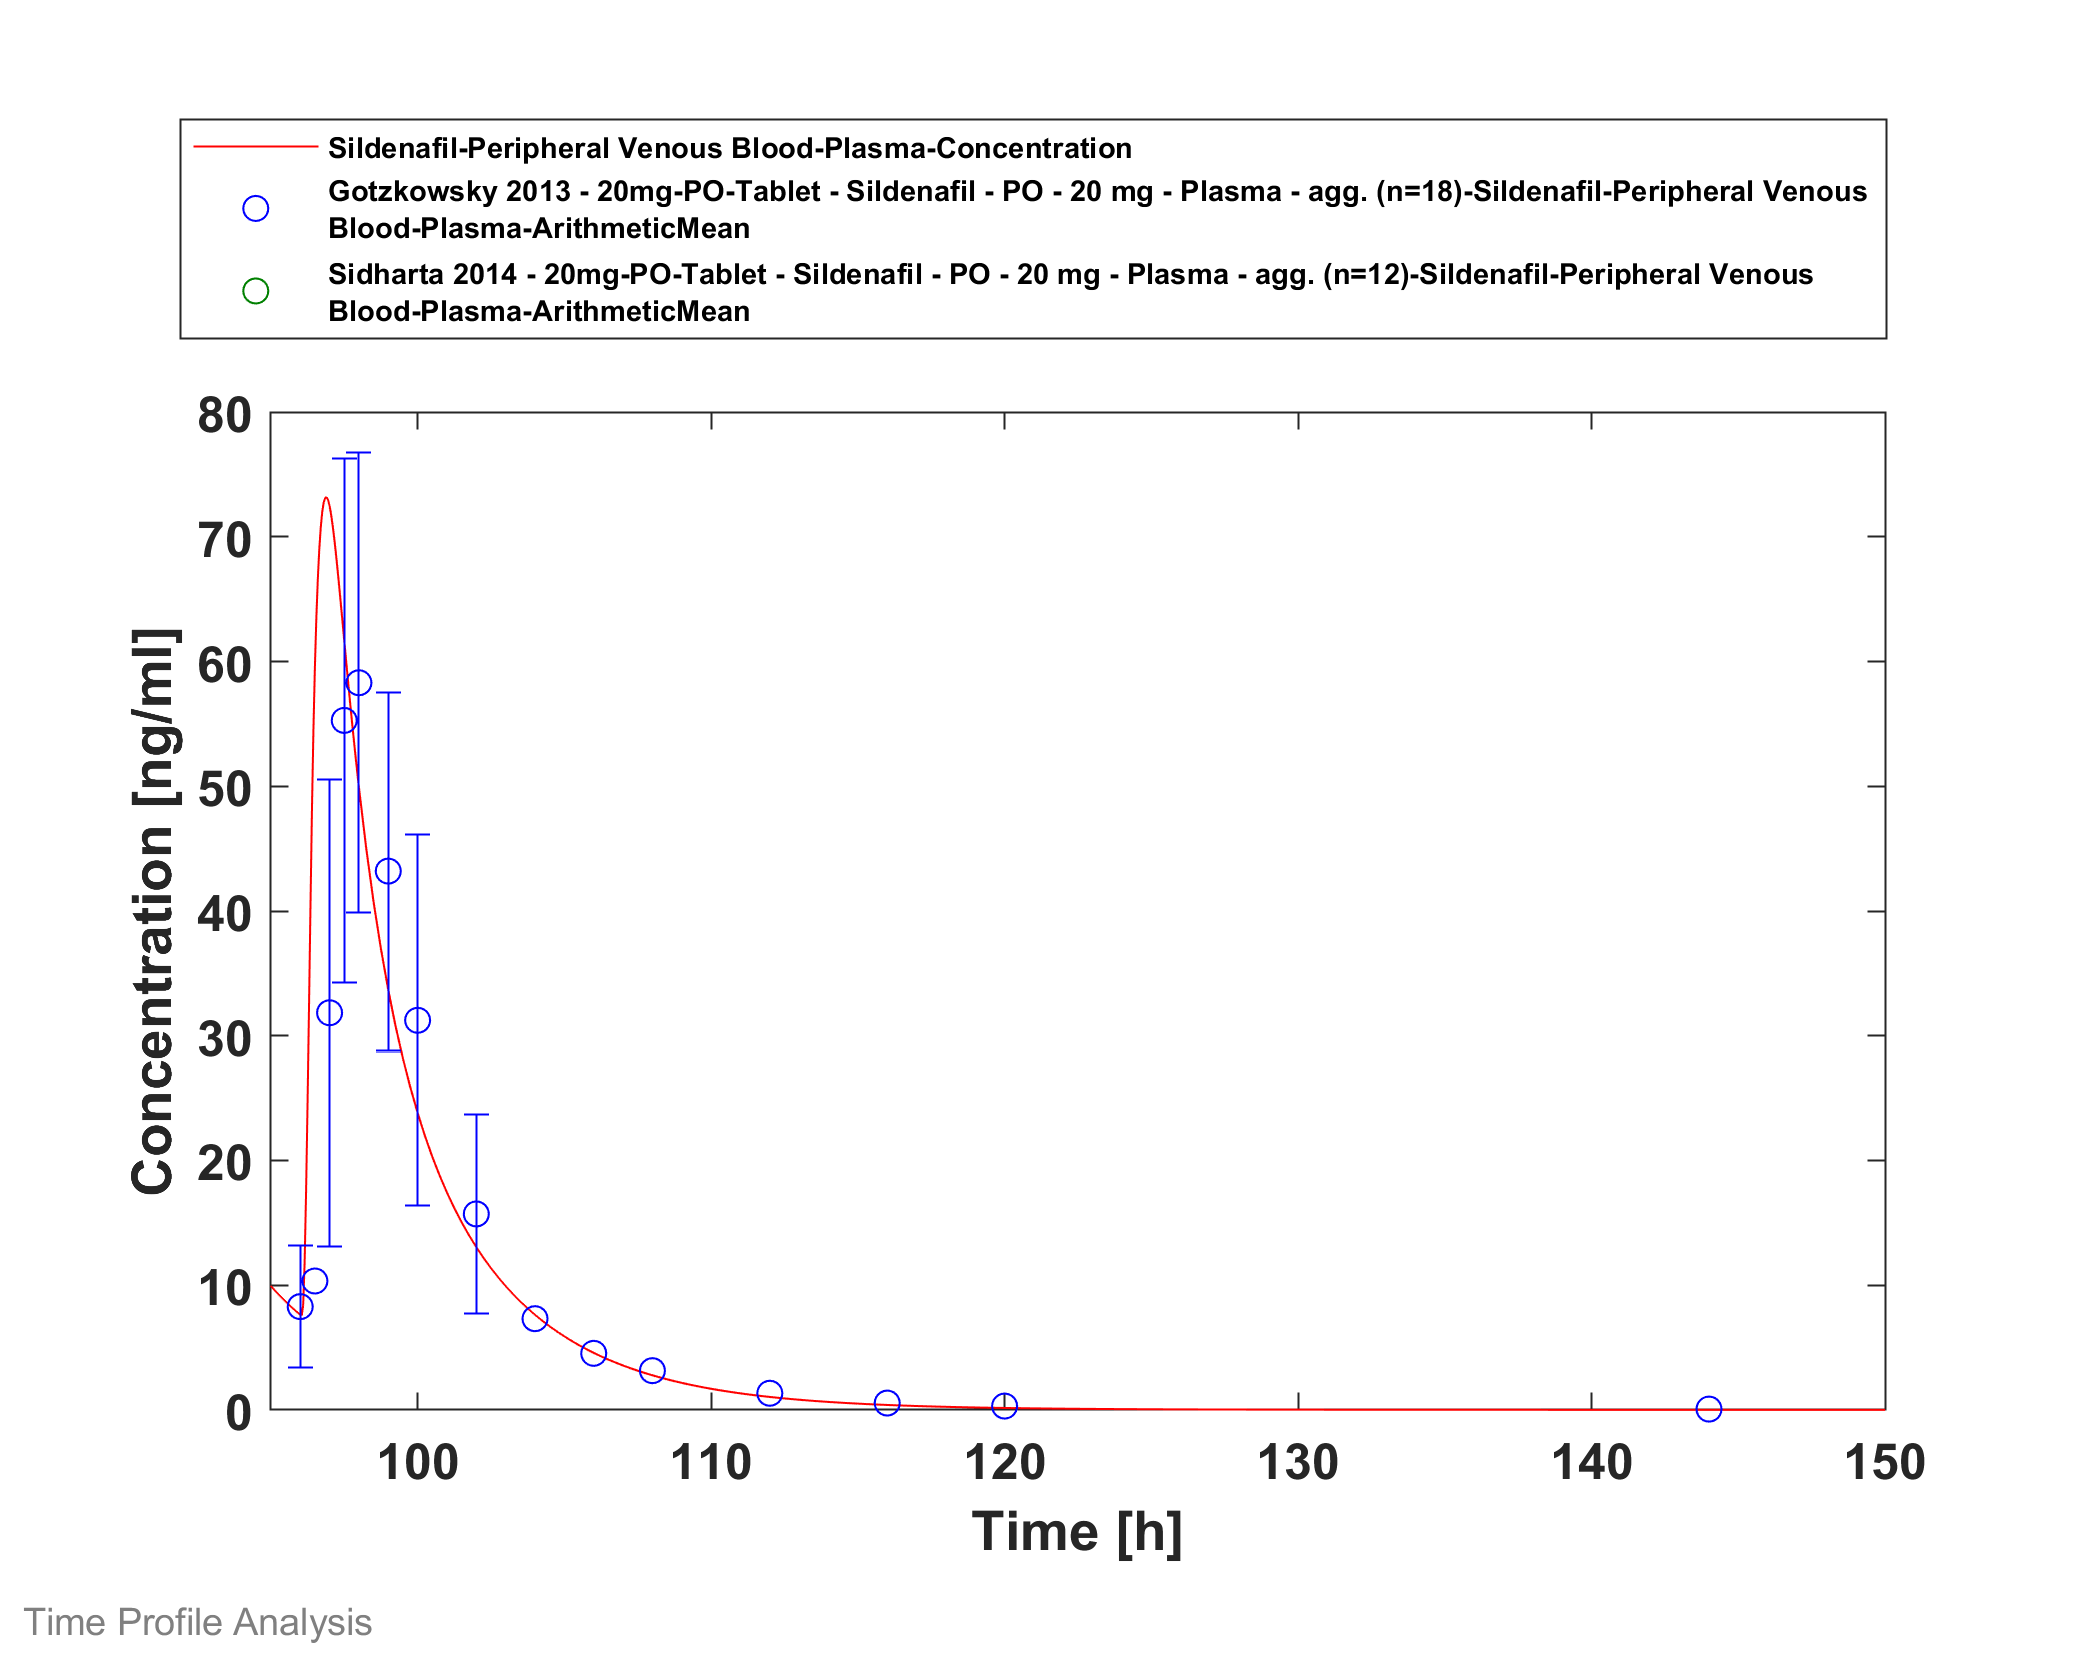 Sildenafil-Peripheral Venous Blood-Plasma-Concentration
Gotzkowsky 2013 - 20mg-PO-Tablet - Sildenafil - PO - 20 mg - Plasma - agg. (n=18)-Sildenafil-Peripheral Venous
Blood-Plasma-ArithmeticMean
Sidharta 2014 - 20mg-PO-Tablet - Sildenafil - PO - 20 mg - Plasma - agg. (n=12)-Sildenafil-Peripheral Venous
Blood-Plasma-ArithmeticMean
80
70
60
50
40
30
20
10
0
Concentration [ng/ml]
100 110 120 130 140 150
Time [h]
Time Profile Analysis